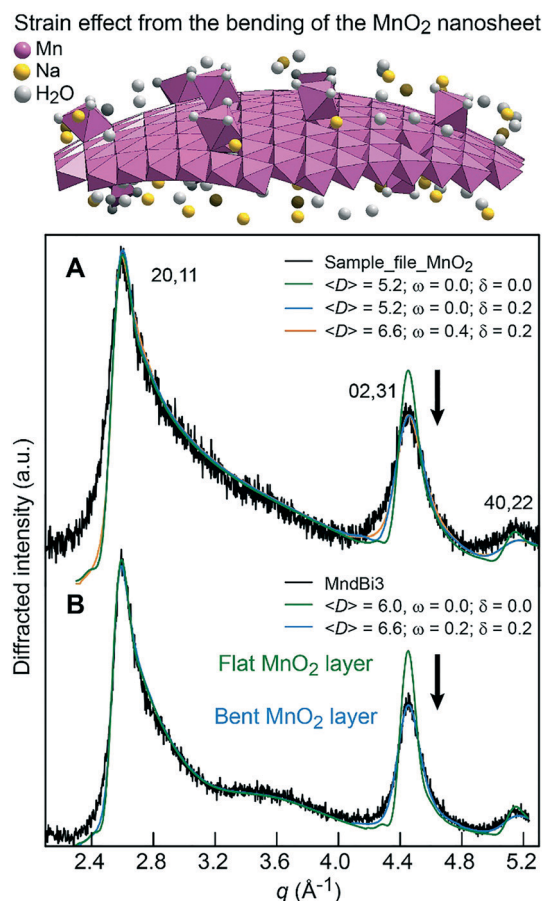 Strain effect from the bending of the MnO₂ nanosheet
Mn
Na
H₂O
A
20,11
Sample_file_MnO₂
<D> = 5.2; ω = 0.0; δ = 0.0
<D> = 5.2; ω = 0.0; δ = 0.2
<D> = 6.6; ω = 0.4; δ = 0.2
02,31
40,22
B
MndBi3
<D> = 6.0, ω = 0.0; δ = 0.0
<D> = 6.6; ω = 0.2; δ = 0.2
Flat MnO₂ layer
Bent MnO₂ layer
Diffracted intensity (a.u.)
2.4 2.8 3.2 3.6 4.0 4.4 4.8 5.2
q (Å⁻¹)